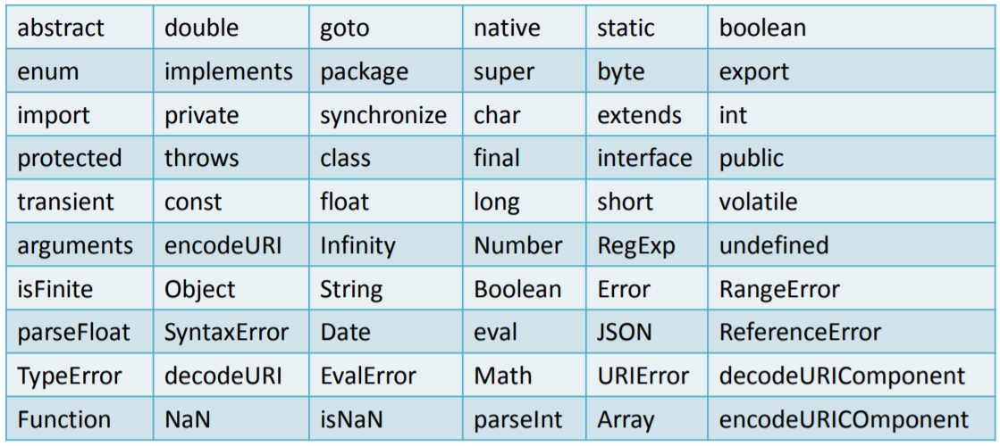 abstract double goto native static boolean
enum implements package super byte export
import private synchronize char extends int
protected throws class final interface public
transient const float long short volatile
arguments encodeURI Infinity Number RegExp undefined
isFinite Object String Boolean Error RangeError
parseFloat SyntaxError Date eval JSON ReferenceError
TypeError decodeURI EvalError Math URIError decodeURIComponent
Function NaN isNaN parseInt Array encodeURICOmponent